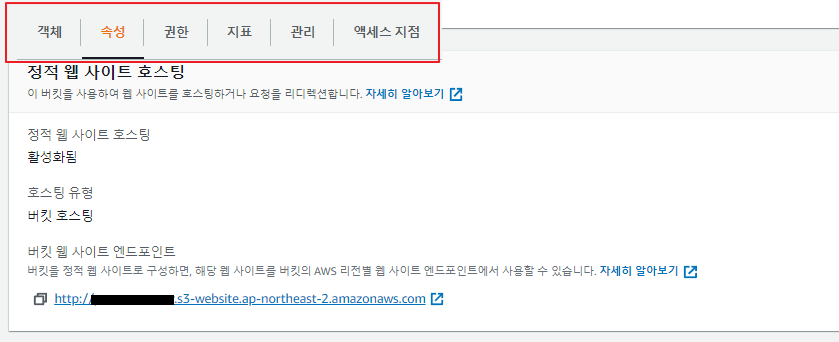 객체 속성 권한 지표 관리 액세스 지점
정적 웹 사이트 호스팅
이 버킷을 사용하여 웹 사이트를 호스팅하거나 요청을 리디렉션합니다. 자세히 알아보기
정적 웹 사이트 호스팅
활성화됨
호스팅 유형
버킷 호스팅
버킷 웹 사이트 엔드포인트
버킷을 정적 웹 사이트로 구성하면, 해당 웹 사이트를 버킷의 AWS 리전별 웹 사이트 엔드포인트에서 사용할 수 있습니다. 자세히 알아보기
http://.s3-website.ap-northeast-2.amazonaws.com